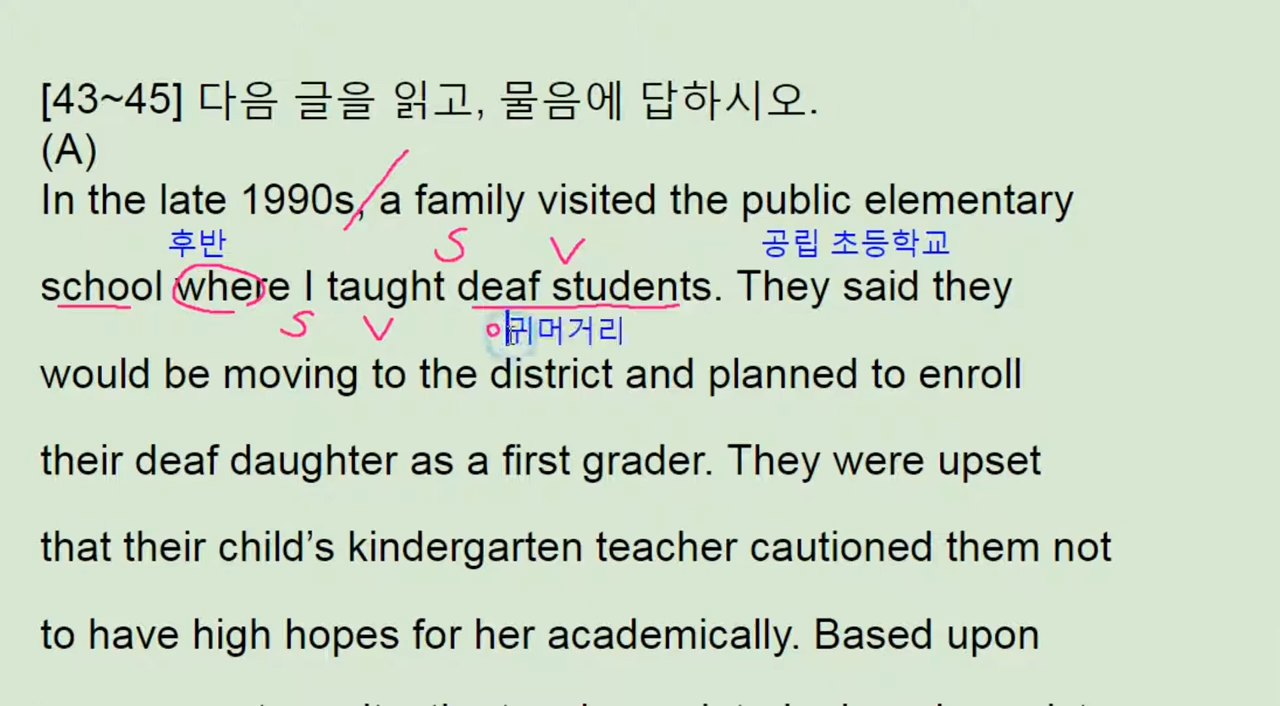 [43~45] 다음 글을 읽고, 물음에 답하시오.
(A)
In the late 1990s, a family visited the public elementary
후반 S V 공립 초등학교
school where I taught deaf students. They said they
S V o 귀머거리
would be moving to the district and planned to enroll
their deaf daughter as a first grader. They were upset
that their child’s kindergarten teacher cautioned them not
to have high hopes for her academically. Based upon